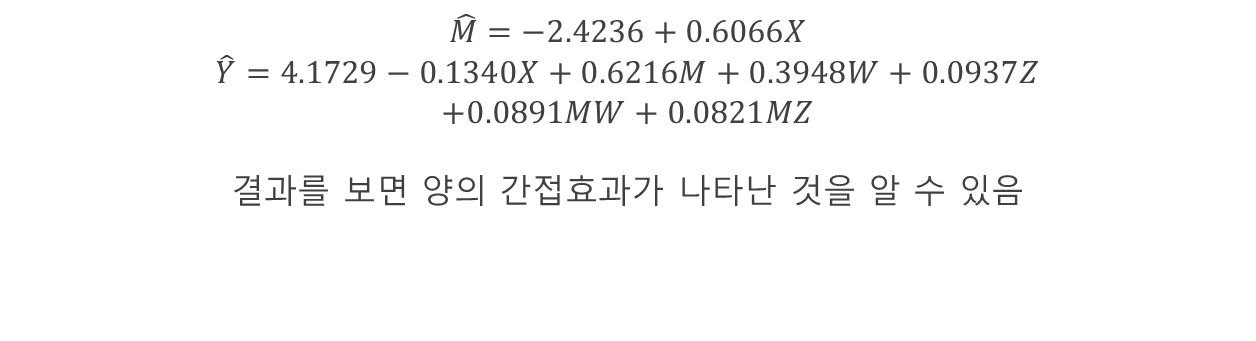 M̂ = −2.4236 + 0.6066X
Ŷ = 4.1729 − 0.1340X + 0.6216M + 0.3948W + 0.0937Z
+0.0891MW + 0.0821MZ
결과를 보면 양의 간접효과가 나타난 것을 알 수 있음